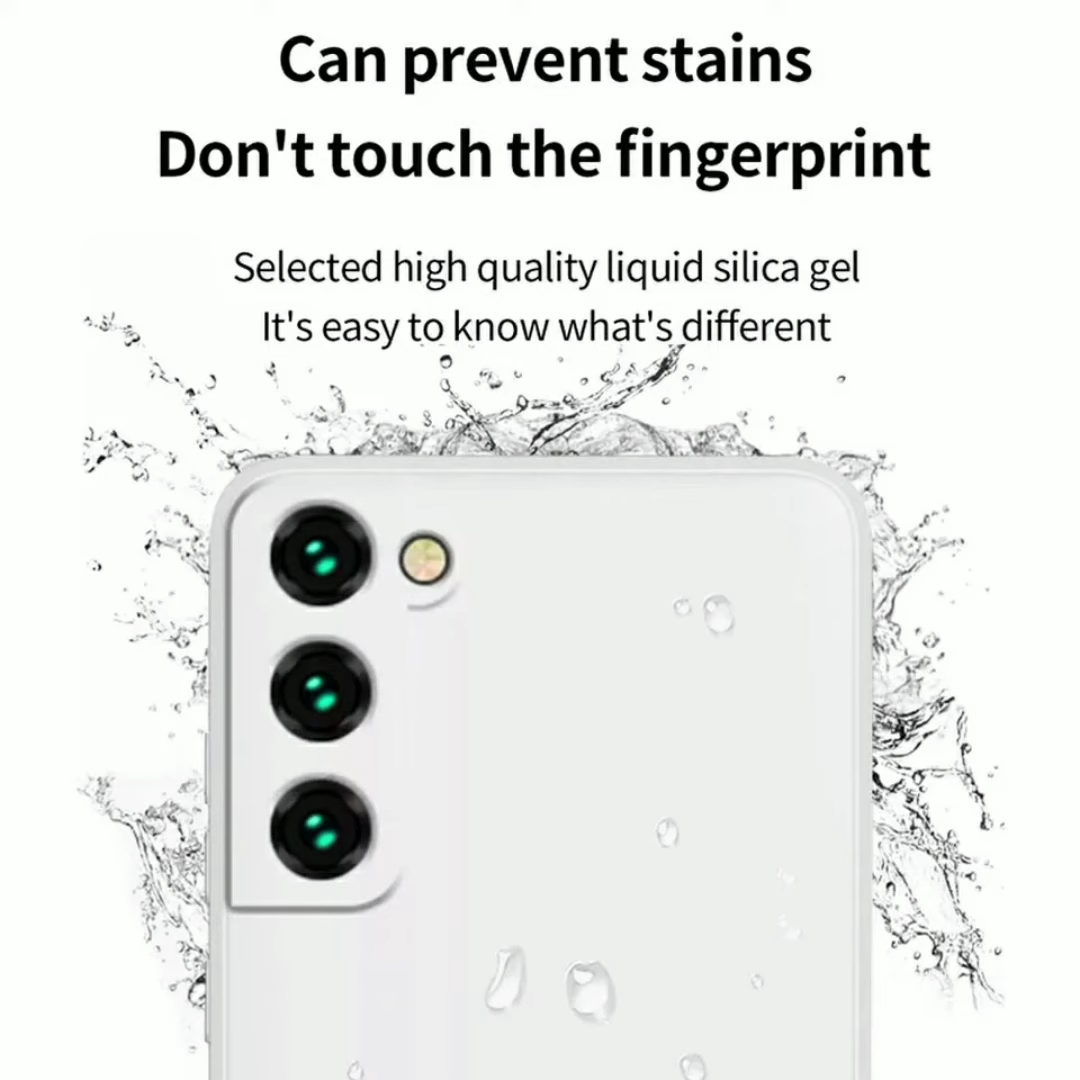 Can prevent stains
Don't touch the fingerprint
Selected high quality liquid silica gel
It's easy to know what's different